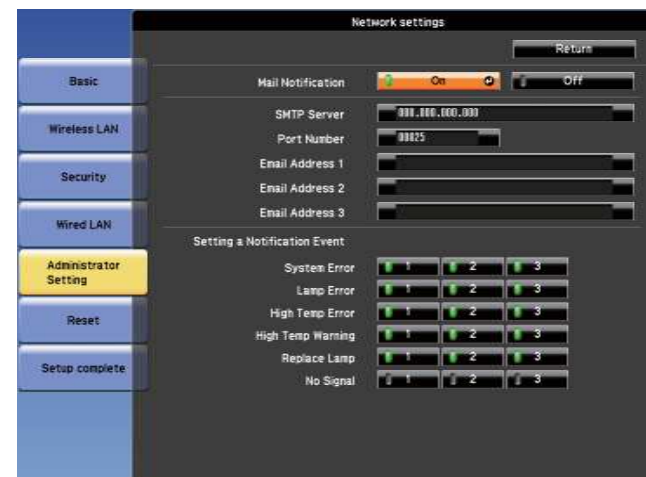 Network settings
Return
Basic
Wireless LAN
Security
Wired LAN
Administrator
Setting
Reset
Setup complete
Mail Notification On Off
SMTP Server 000.000.000.000
Port Number 00025
Email Address 1
Email Address 2
Email Address 3
Setting a Notification Event
System Error 1 2 3
Lamp Error 1 2 3
High Temp Error 1 2 3
High Temp Warning 1 2 3
Replace Lamp 1 2 3
No Signal 1 2 3